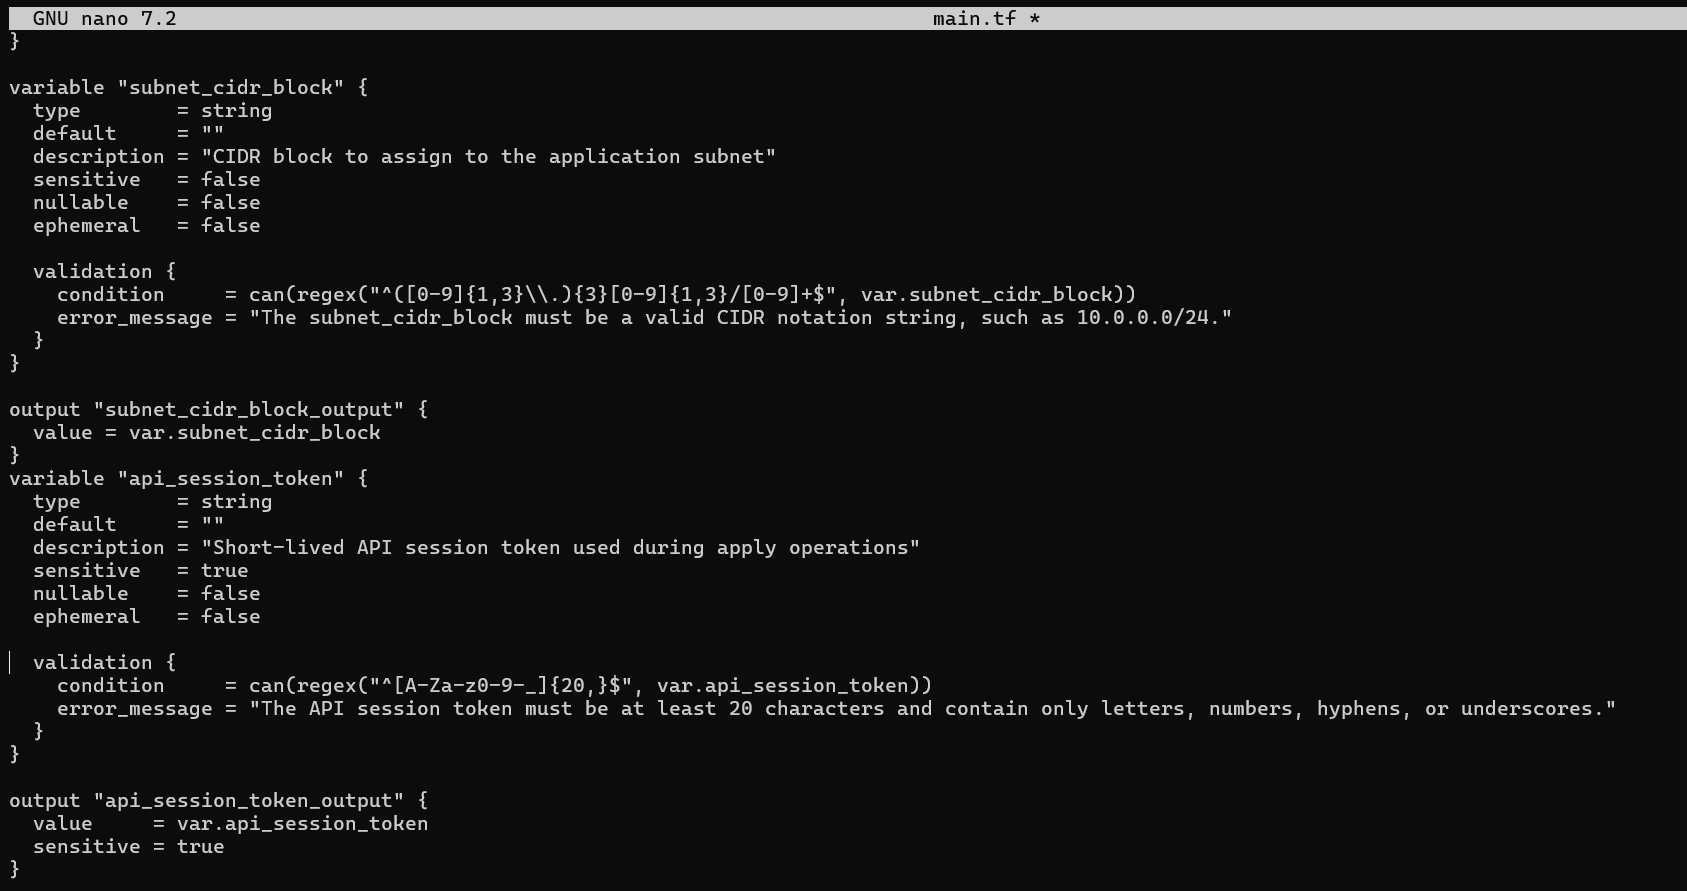 GNU nano 7.2 main.tf *
}

variable "subnet_cidr_block" {
  type        = string
  default     = ""
  description = "CIDR block to assign to the application subnet"
  sensitive   = false
  nullable    = false
  ephemeral   = false

  validation {
    condition     = can(regex("^([0-9]{1,3}\\.){3}[0-9]{1,3}/[0-9]+$", var.subnet_cidr_block))
    error_message = "The subnet_cidr_block must be a valid CIDR notation string, such as 10.0.0.0/24."
  }
}

output "subnet_cidr_block_output" {
  value = var.subnet_cidr_block
}
variable "api_session_token" {
  type        = string
  default     = ""
  description = "Short-lived API session token used during apply operations"
  sensitive   = true
  nullable    = false
  ephemeral   = false

  validation {
    condition     = can(regex("^[A-Za-z0-9-_]{20,}$", var.api_session_token))
    error_message = "The API session token must be at least 20 characters and contain only letters, numbers, hyphens, or underscores."
  }
}

output "api_session_token_output" {
  value     = var.api_session_token
  sensitive = true
}